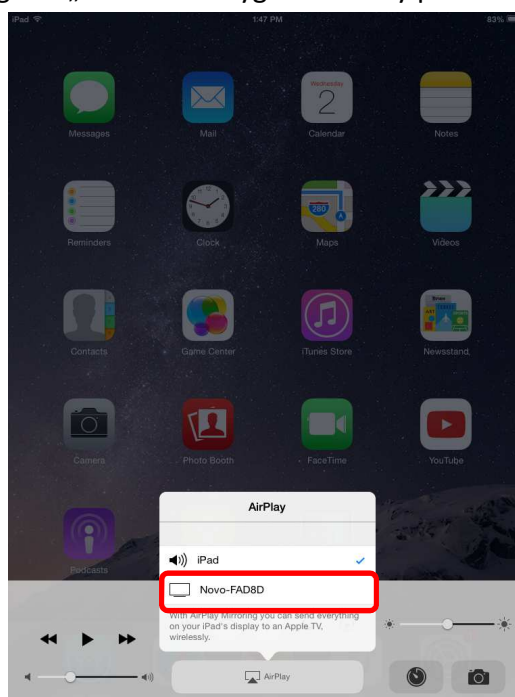 iPad 1:47 PM 83%
Messages Mail Calendar Notes
Wednesday
2
Reminders Clock Maps Videos
280
Contacts Game Center iTunes Store Newsstand
Camera Photo Booth FaceTime YouTube
Podcasts
AirPlay
iPad
Novo-FAD8D
With AirPlay Mirroring you can send everything
on your iPad's display to an Apple TV,
wirelessly.
AirPlay